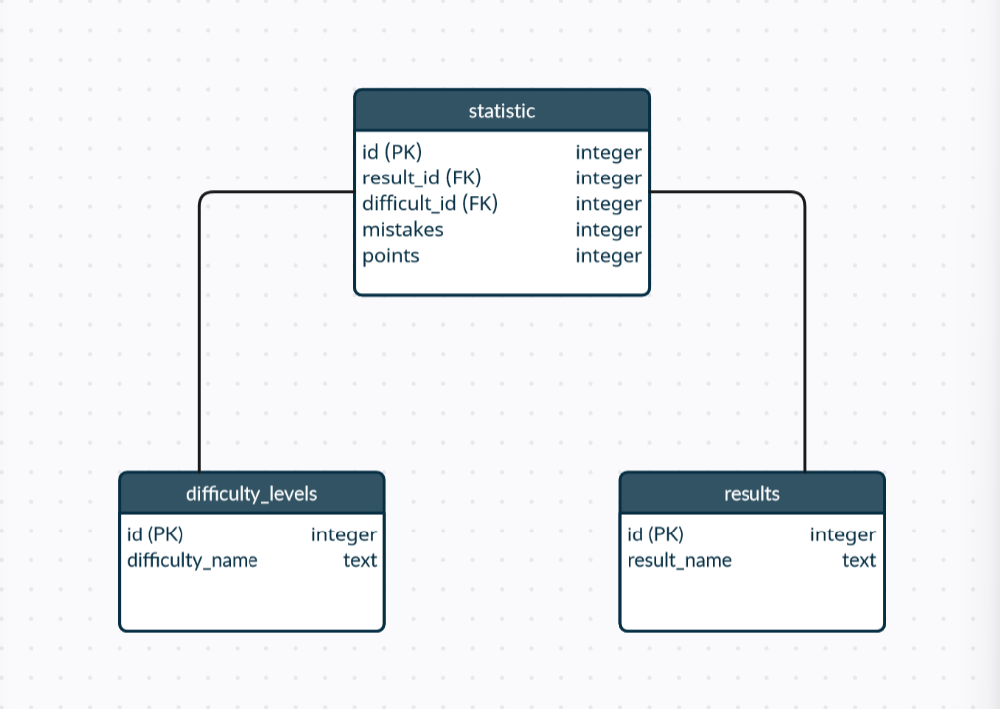 statistic
id (PK) integer
result_id (FK) integer
difficult_id (FK) integer
mistakes integer
points integer
difficulty_levels
id (PK) integer
difficulty_name text
results
id (PK) integer
result_name text